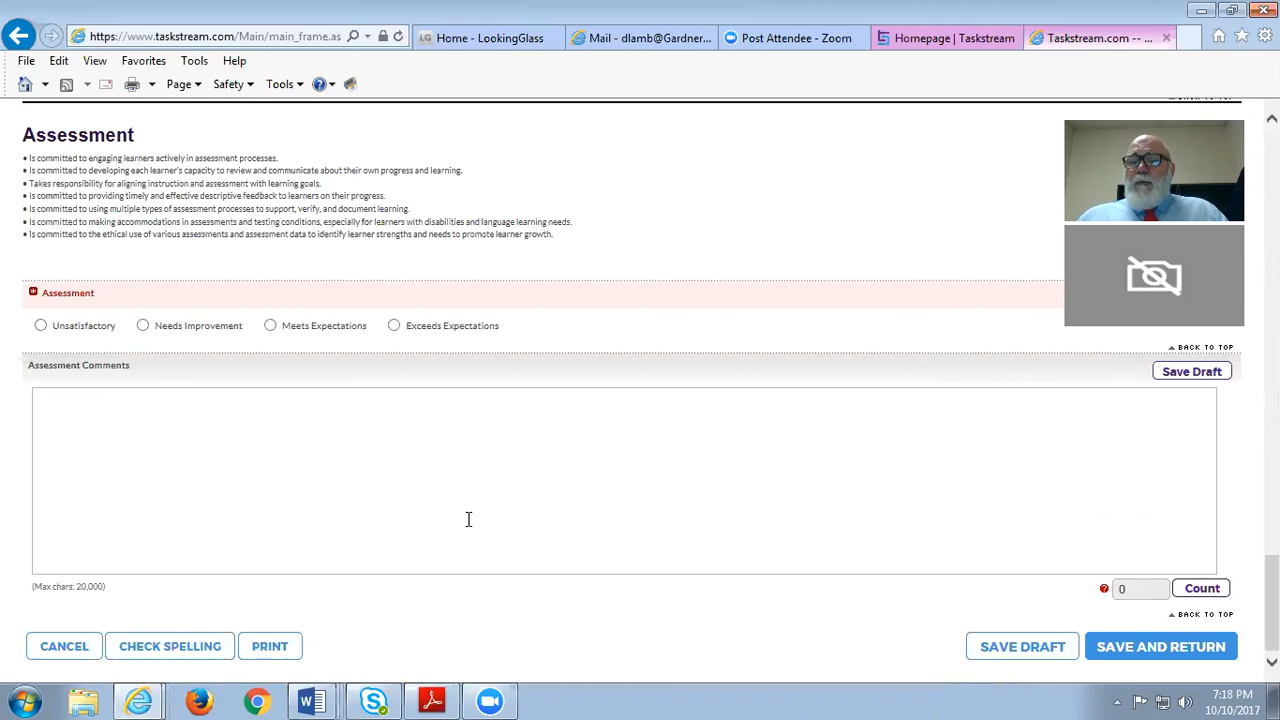 https://www.taskstream.com/Main/main_frame.as
Home - LookingGlass
Mail - dlamb@Gardner...
Post Attendee - Zoom
Homepage | Taskstream
Taskstream.com -- ...
File Edit View Favorites Tools Help
Page Safety Tools
Assessment
• Is committed to engaging learners actively in assessment processes.
• Is committed to developing each learner's capacity to review and communicate about their own progress and learning.
• Takes responsibility for aligning instruction and assessment with learning goals.
• Is committed to providing timely and effective descriptive feedback to learners on their progress.
• Is committed to using multiple types of assessment processes to support, verify, and document learning.
• Is committed to making accommodations in assessments and testing conditions, especially for learners with disabilities and language learning needs.
• Is committed to the ethical use of various assessments and assessment data to identify learner strengths and needs to promote learner growth.
Assessment
Unsatisfactory Needs Improvement Meets Expectations Exceeds Expectations
BACK TO TOP
Assessment Comments
Save Draft
(Max chars: 20,000)
0 Count
BACK TO TOP
CANCEL CHECK SPELLING PRINT SAVE DRAFT SAVE AND RETURN
7:18 PM
10/10/2017